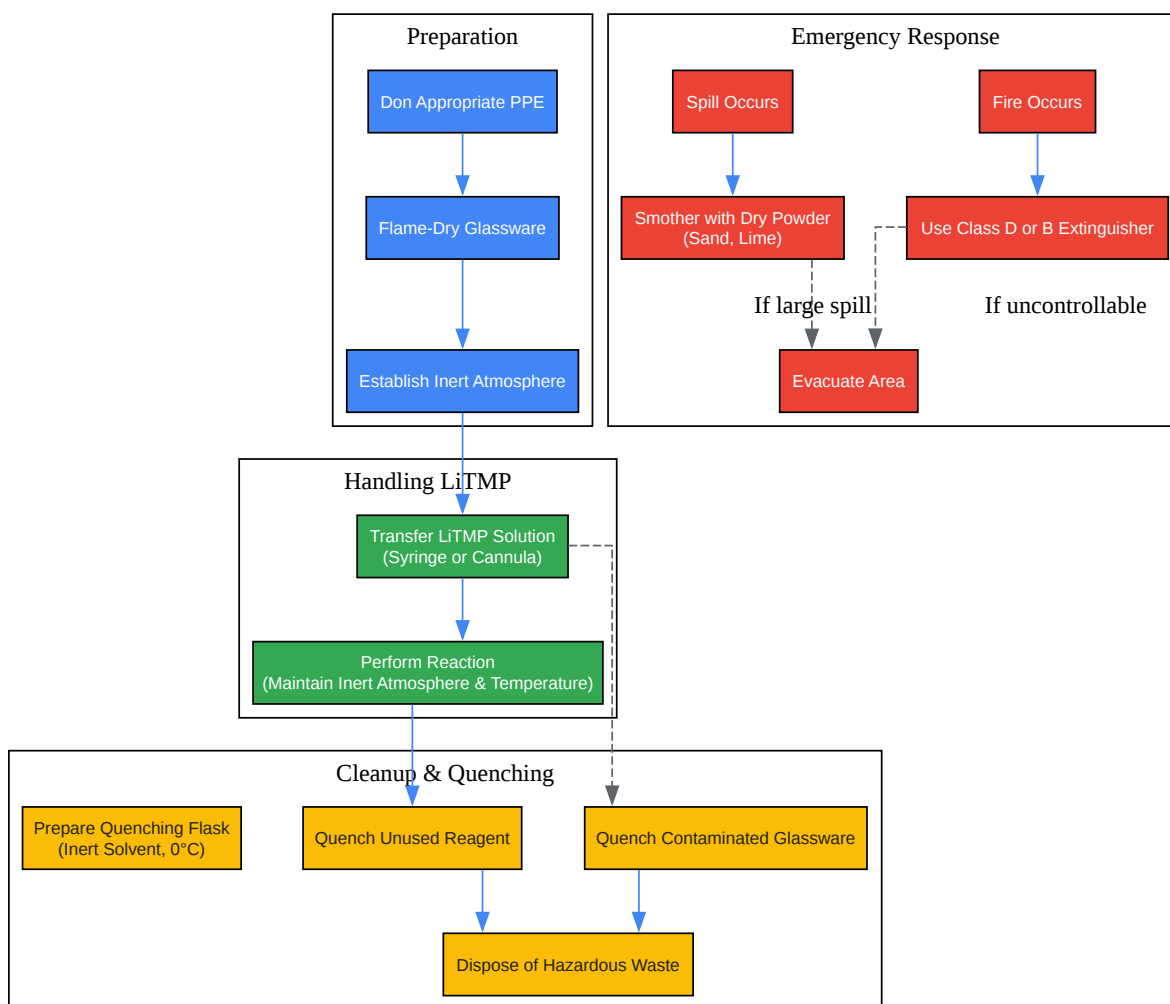 Preparation
Don Appropriate PPE
Flame-Dry Glassware
Establish Inert Atmosphere
Emergency Response
Spill Occurs
Fire Occurs
Smother with Dry Powder
(Sand, Lime)
Use Class D or B Extinguisher
If large spill
If uncontrollable
Evacuate Area
Handling LiTMP
Transfer LiTMP Solution
(Syringe or Cannula)
Perform Reaction
(Maintain Inert Atmosphere & Temperature)
Cleanup & Quenching
Prepare Quenching Flask
(Inert Solvent, 0°C)
Quench Unused Reagent
Quench Contaminated Glassware
Dispose of Hazardous Waste